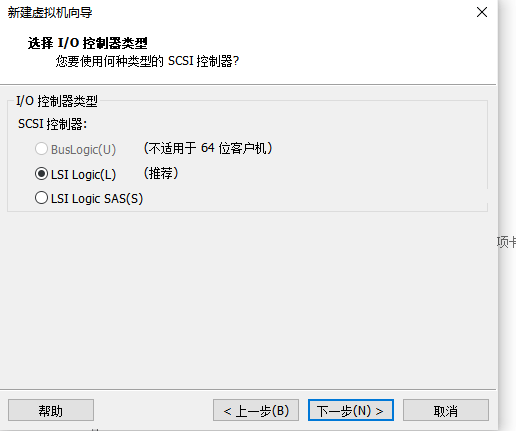 新建虚拟机向导
选择 I/O 控制器类型
您要使用何种类型的 SCSI 控制器?
I/O 控制器类型
SCSI 控制器:
BusLogic(U) (不适用于 64 位客户机)
LSI Logic(L) (推荐)
LSI Logic SAS(S)
项卡
帮助 < 上一步(B) 下一步(N) > 取消